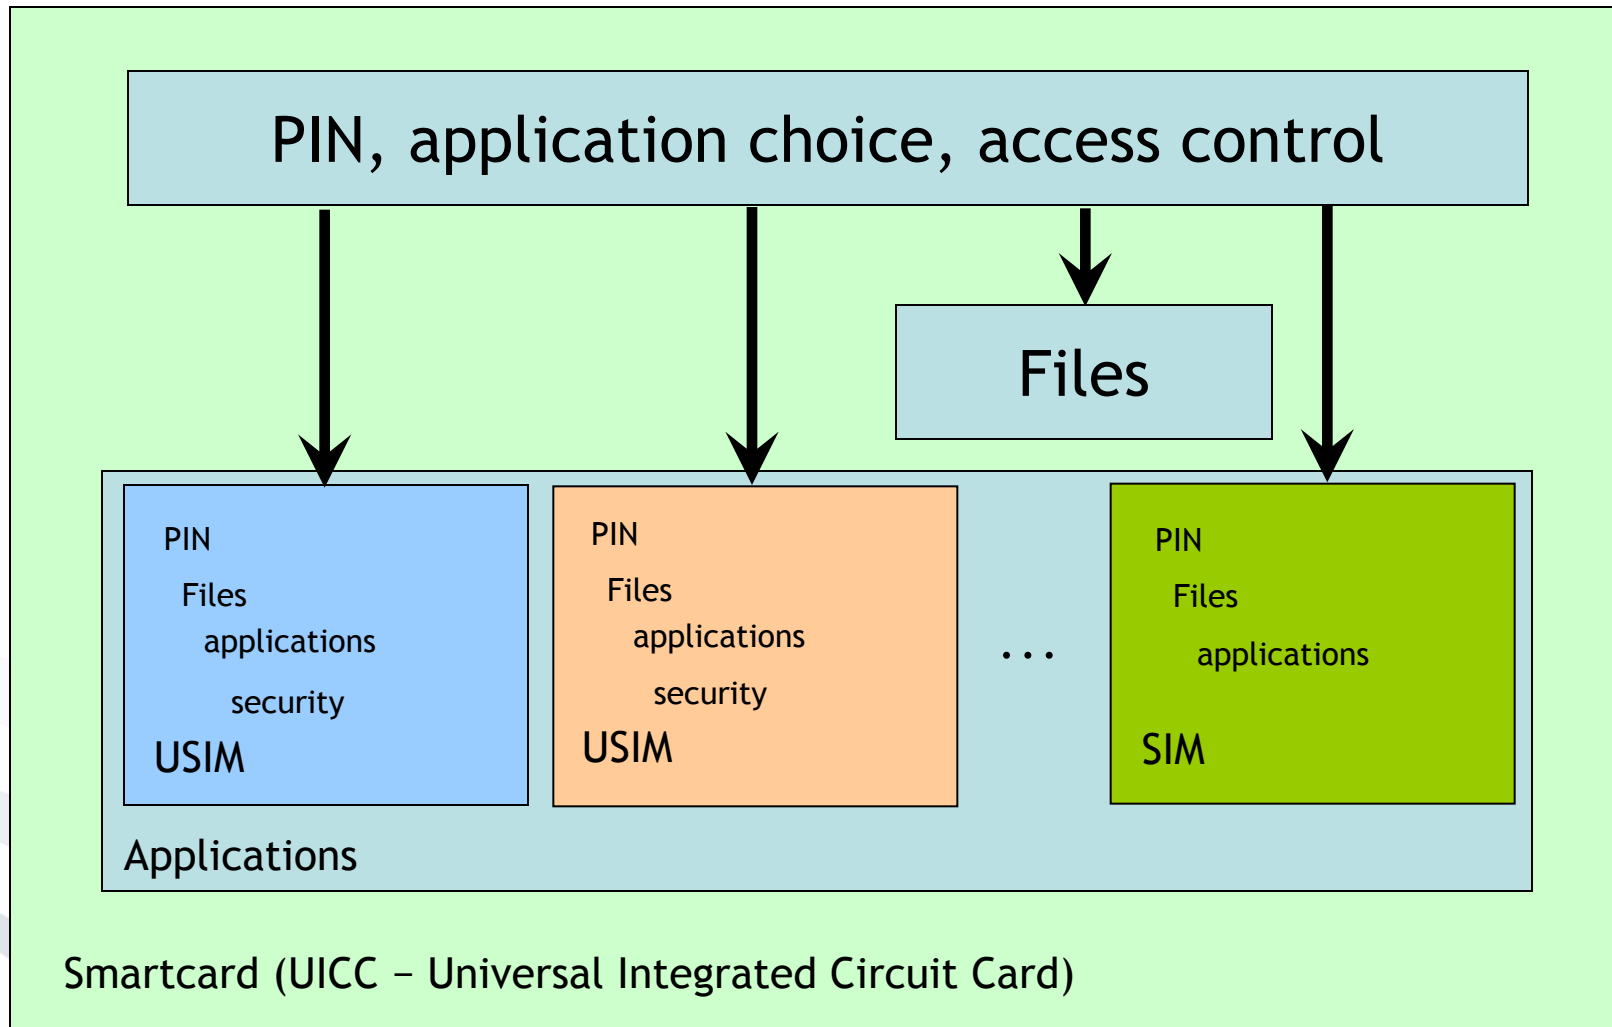 PIN, application choice, access control
Files
PIN
Files
applications
security
USIM
PIN
Files
applications
security
USIM
...
PIN
Files
applications
SIM
Applications
Smartcard (UICC – Universal Integrated Circuit Card)